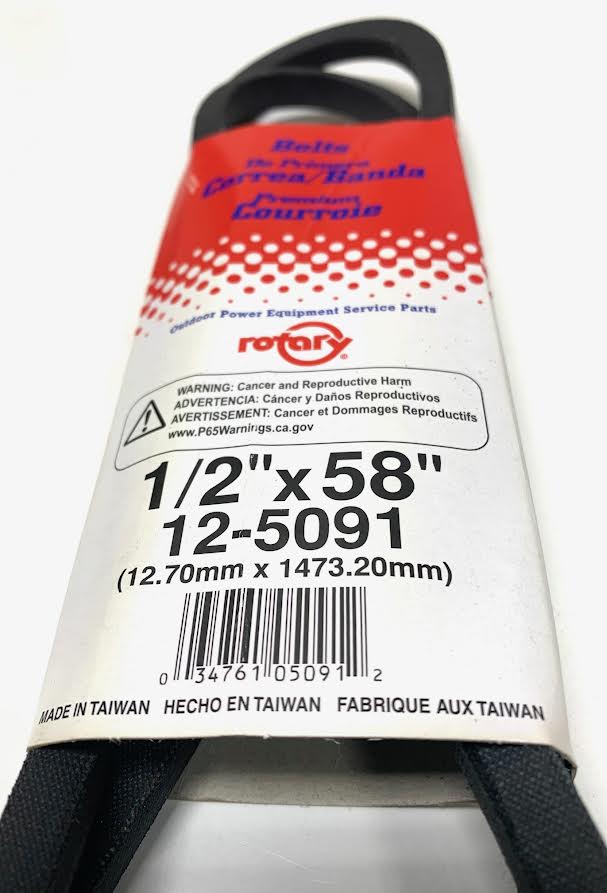 Belts
De Primera
Correa/Banda
Premium
Courroie
Outdoor Power Equipment Service Parts
rotary®
WARNING: Cancer and Reproductive Harm
ADVERTENCIA: Cáncer y Daños Reproductivos
AVERTISSEMENT: Cancer et Dommages Reproductifs
www.P65Warnings.ca.gov
1/2"x58"
12-5091
(12.70mm x 1473.20mm)
0 34761 05091 2
MADE IN TAIWAN HECHO EN TAIWAN FABRIQUE AUX TAIWAN